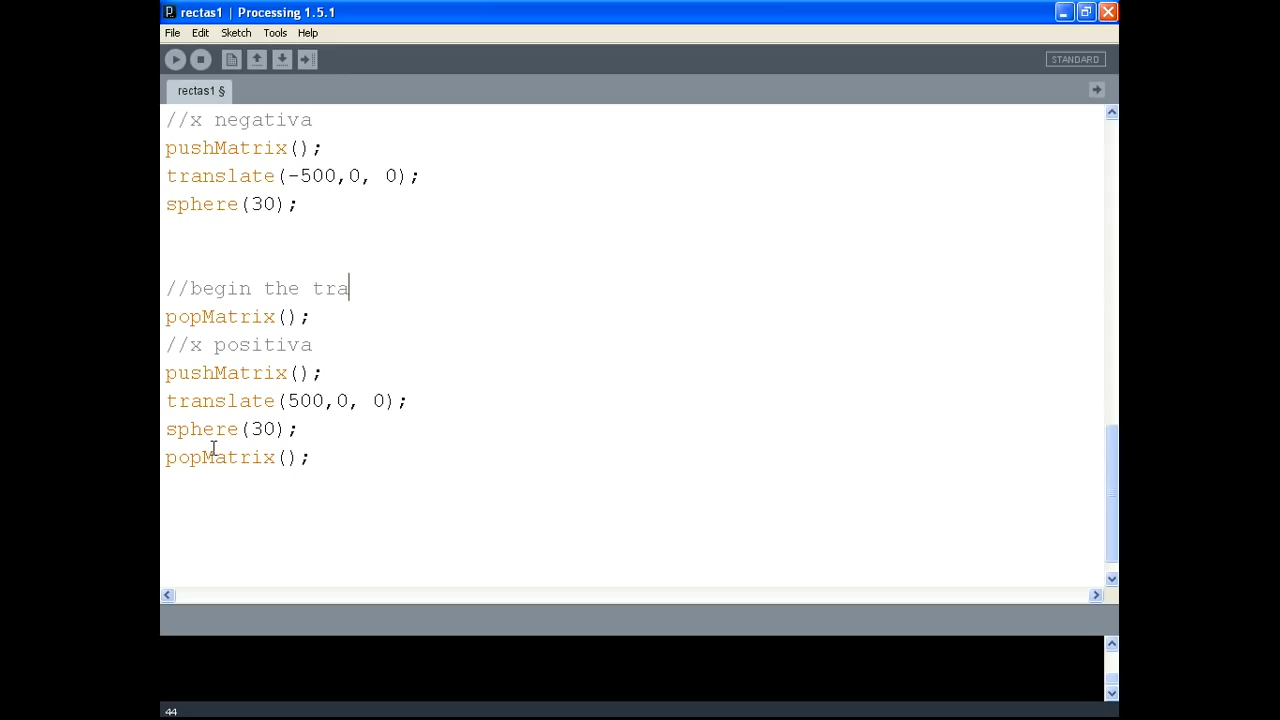 rectas1 | Processing 1.5.1
File Edit Sketch Tools Help
STANDARD
rectas1 §
//x negativa
pushMatrix();
translate(-500,0, 0);
sphere(30);
//begin the tra
popMatrix();
//x positiva
pushMatrix();
translate(500,0, 0);
sphere(30);
popMatrix();
44